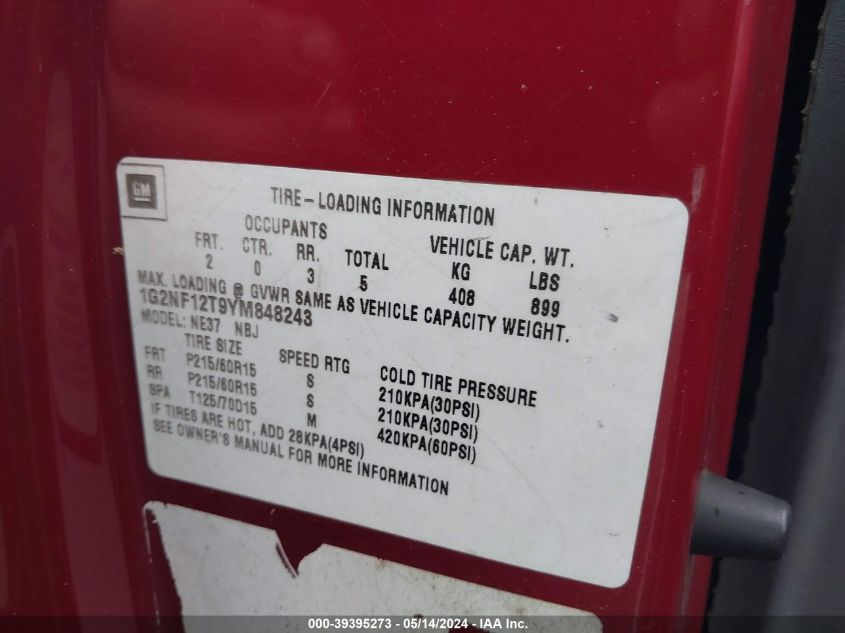 GM
TIRE-LOADING INFORMATION
OCCUPANTS VEHICLE CAP. WT.
FRT. CTR. RR. TOTAL KG LBS
2 0 3 5 408 899
MAX. LOADING @ GVWR SAME AS VEHICLE CAPACITY WEIGHT.
1G2NF12T9YM848243
MODEL: NE37 NBJ
TIRE SIZE SPEED RTG COLD TIRE PRESSURE
FRT P215/60R15 S 210KPA(30PSI)
RR P215/60R15 S 210KPA(30PSI)
SPA T125/70D15 M 420KPA(60PSI)
IF TIRES ARE HOT, ADD 28KPA(4PSI)
SEE OWNER'S MANUAL FOR MORE INFORMATION
000-39395273 - 05/14/2024 - IAA Inc.